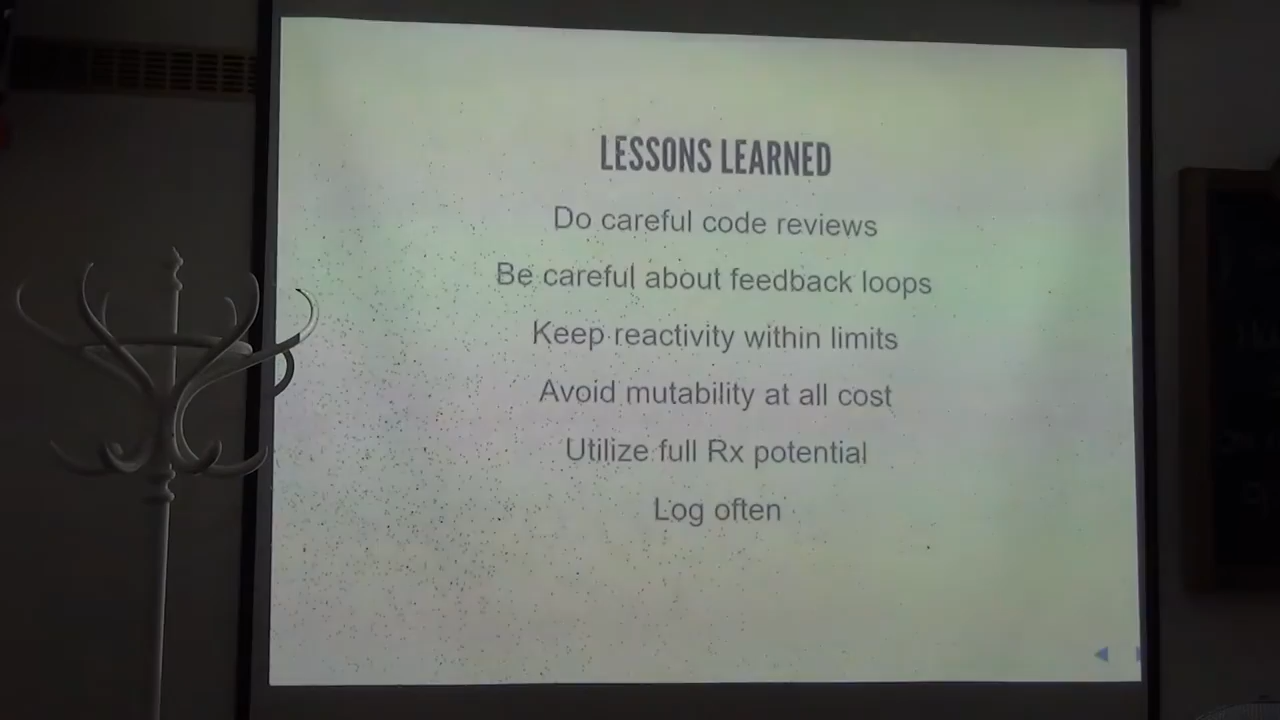 LESSONS LEARNED
Do careful code reviews
Be careful about feedback loops
Keep reactivity within limits
Avoid mutability at all cost
Utilize full Rx potential
Log often